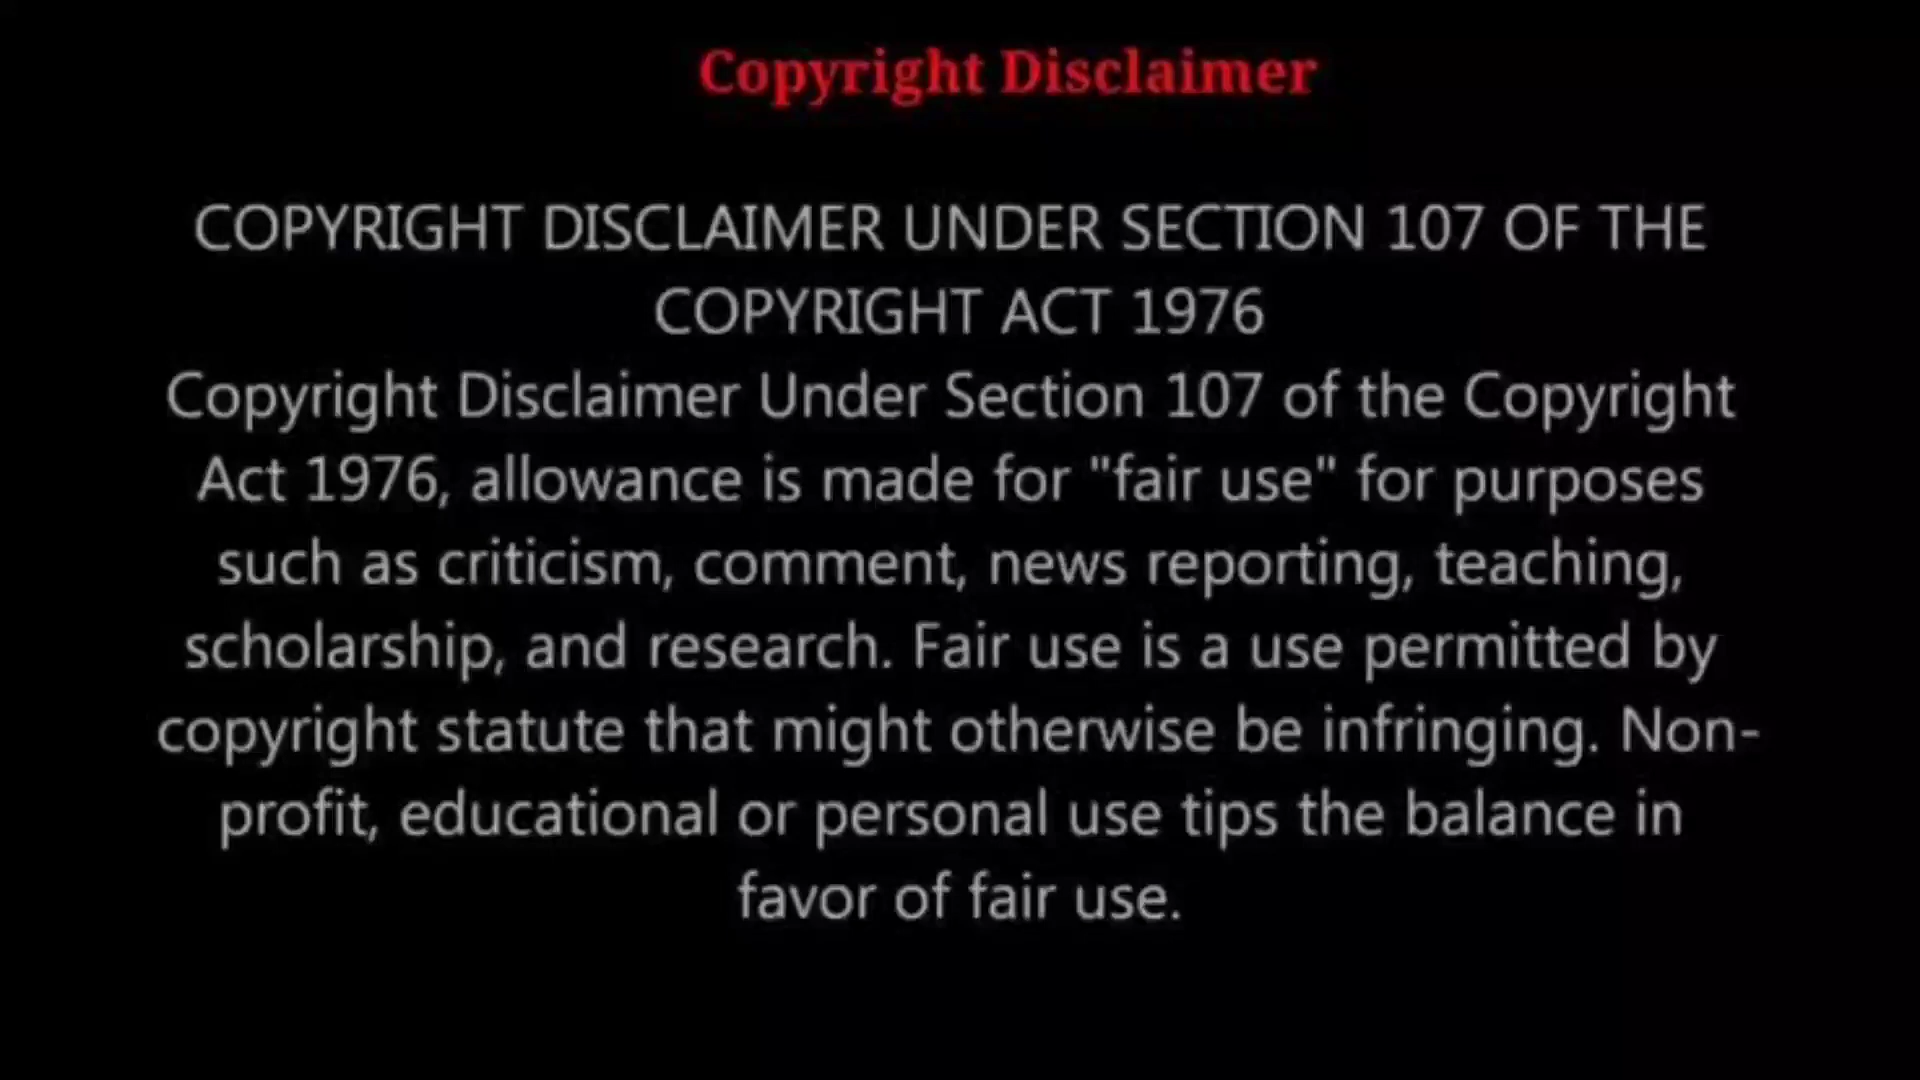 Copyright Disclaimer
COPYRIGHT DISCLAIMER UNDER SECTION 107 OF THE
COPYRIGHT ACT 1976
Copyright Disclaimer Under Section 107 of the Copyright
Act 1976, allowance is made for "fair use" for purposes
such as criticism, comment, news reporting, teaching,
scholarship, and research. Fair use is a use permitted by
copyright statute that might otherwise be infringing. Non-
profit, educational or personal use tips the balance in
favor of fair use.